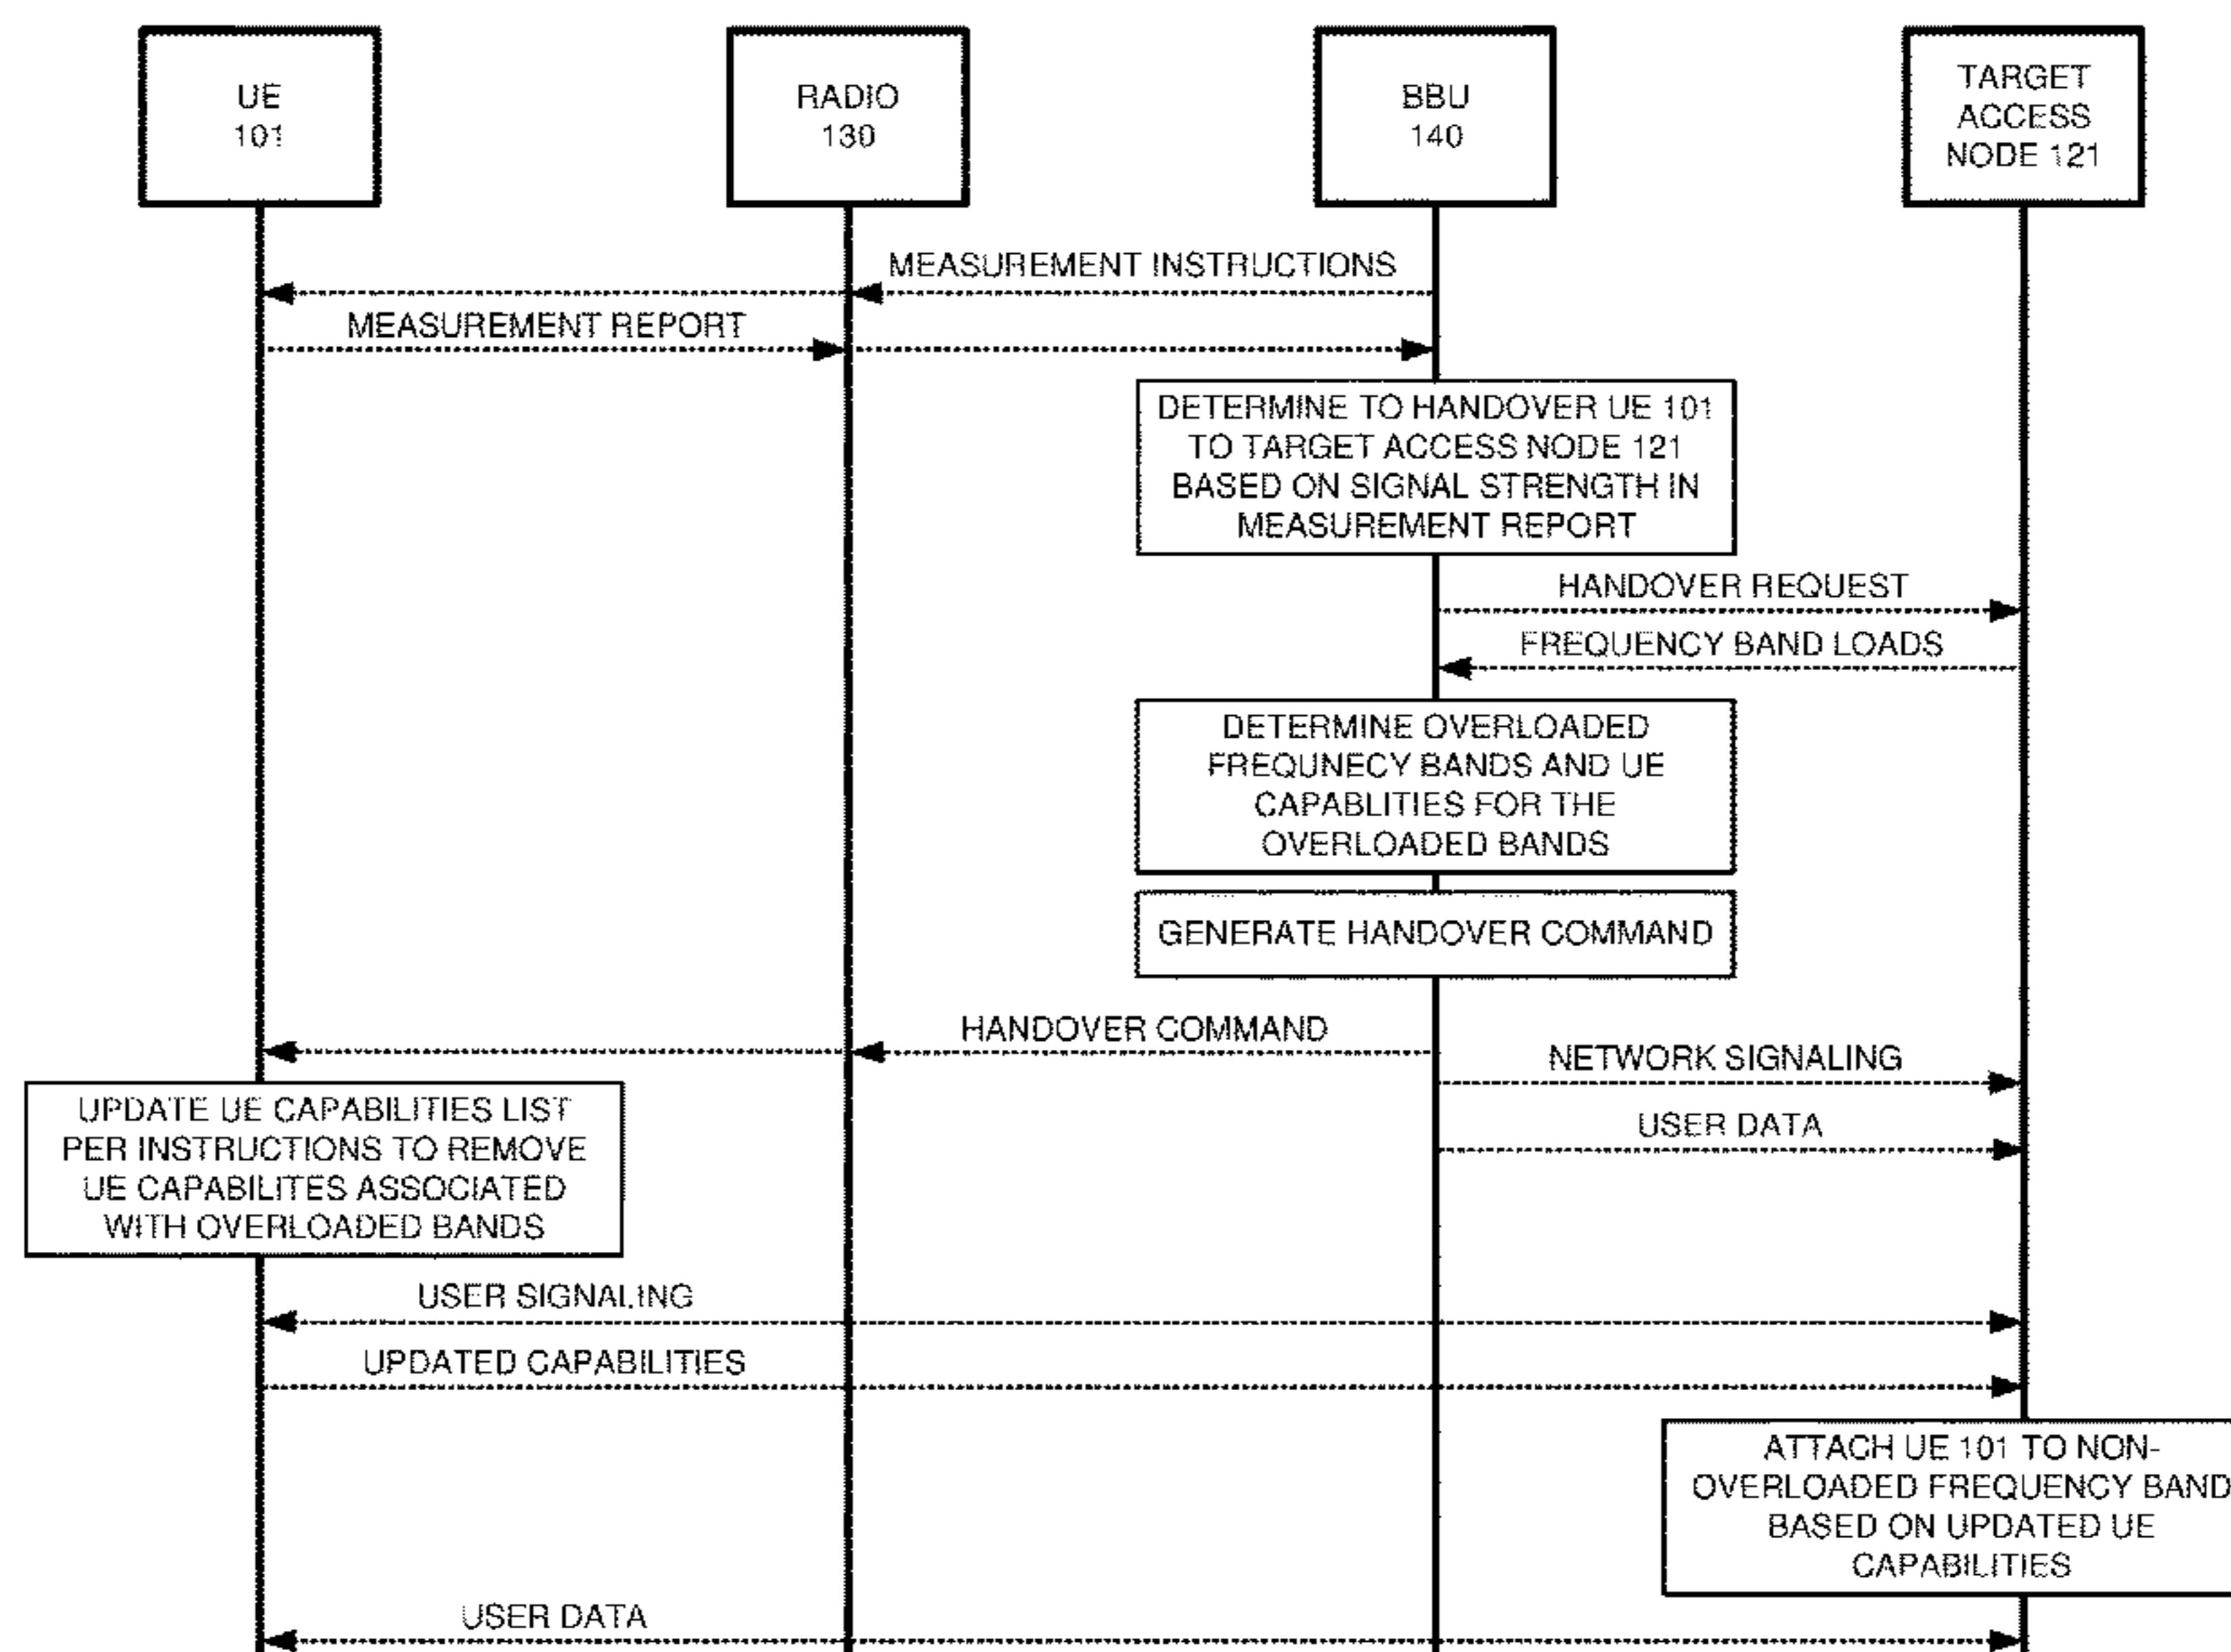 UE
101
RADIO
130
BBU
140
TARGET
ACCESS
NODE 121
MEASUREMENT INSTRUCTIONS
MEASUREMENT REPORT
DETERMINE TO HANDOVER UE 101
TO TARGET ACCESS NODE 121
BASED ON SIGNAL STRENGTH IN
MEASUREMENT REPORT
HANDOVER REQUEST
FREQUENCY BAND LOADS
DETERMINE OVERLOADED
FREQUNECY BANDS AND UE
CAPABLITIES FOR THE
OVERLOADED BANDS
GENERATE HANDOVER COMMAND
HANDOVER COMMAND
NETWORK SIGNALING
USER DATA
UPDATE UE CAPABILITIES LIST
PER INSTRUCTIONS TO REMOVE
UE CAPABILITES ASSOCIATED
WITH OVERLOADED BANDS
USER SIGNALING
UPDATED CAPABILITIES
ATTACH UE 101 TO NON-
OVERLOADED FREQUENCY BAND
BASED ON UPDATED UE
CAPABILITIES
USER DATA